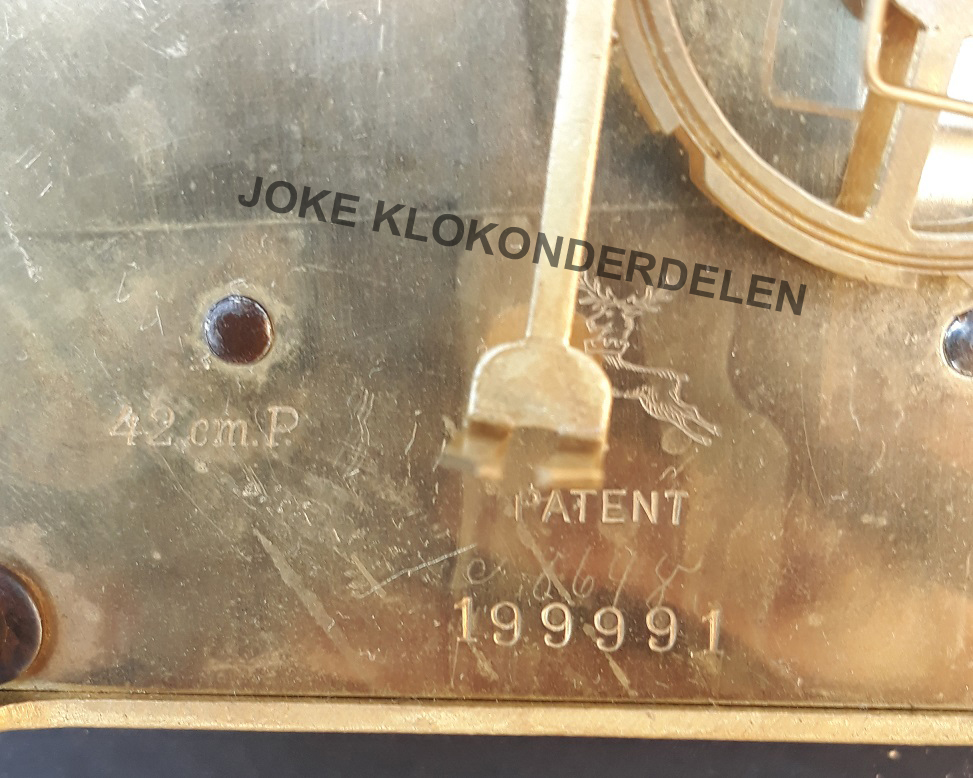 JOKE KLOKONDERDELEN
42 cm.P.
PATENT
199991